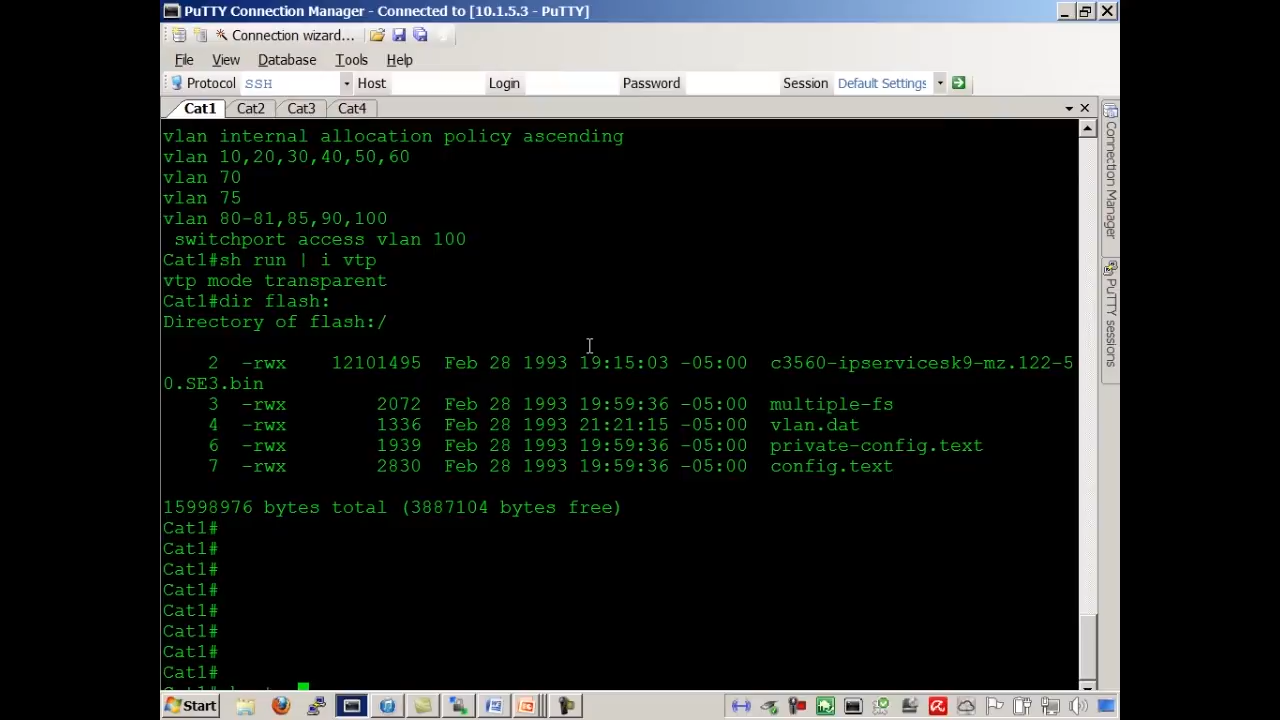 PuTTY Connection Manager - Connected to [10.1.5.3 - PuTTY]
Connection wizard...
File View Database Tools Help
Protocol SSH Host Login Password Session Default Settings
Cat1 Cat2 Cat3 Cat4
vlan internal allocation policy ascending
vlan 10,20,30,40,50,60
vlan 70
vlan 75
vlan 80-81,85,90,100
switchport access vlan 100
Cat1#sh run | i vtp
vtp mode transparent
Cat1#dir flash:
Directory of flash:/
2 -rwx 12101495 Feb 28 1993 19:15:03 -05:00 c3560-ipservicesk9-mz.122-5
0.SE3.bin
3 -rwx 2072 Feb 28 1993 19:59:36 -05:00 multiple-fs
4 -rwx 1336 Feb 28 1993 21:21:15 -05:00 vlan.dat
6 -rwx 1939 Feb 28 1993 19:59:36 -05:00 private-config.text
7 -rwx 2830 Feb 28 1993 19:59:36 -05:00 config.text
15998976 bytes total (3887104 bytes free)
Cat1#
Cat1#
Cat1#
Cat1#
Cat1#
Cat1#
Cat1#
Cat1#
Connection Manager
PuTTY sessions
Start